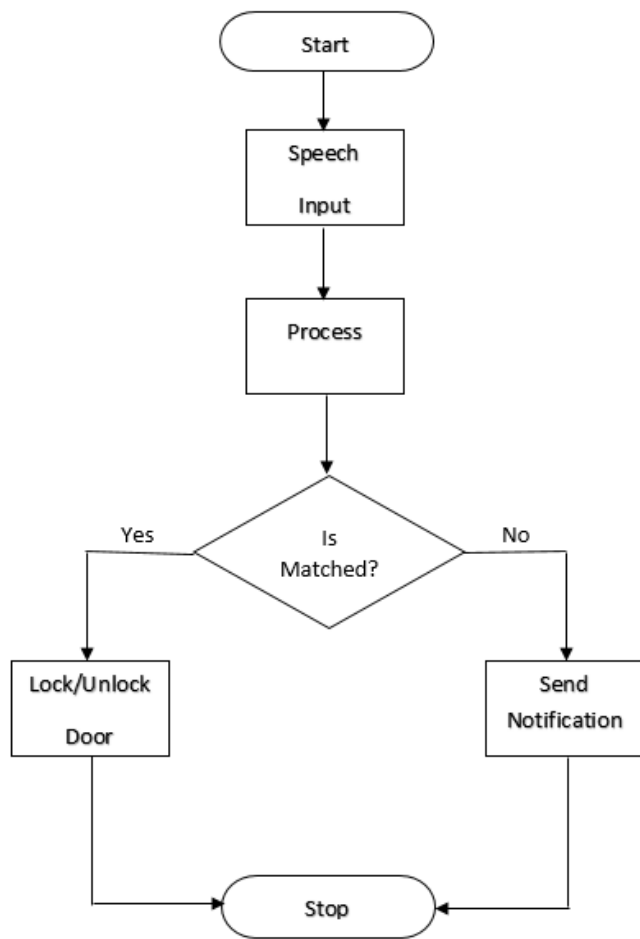 Start
Speech
Input
Process
Is
Matched?
Yes
No
Lock/Unlock
Door
Send
Notification
Stop